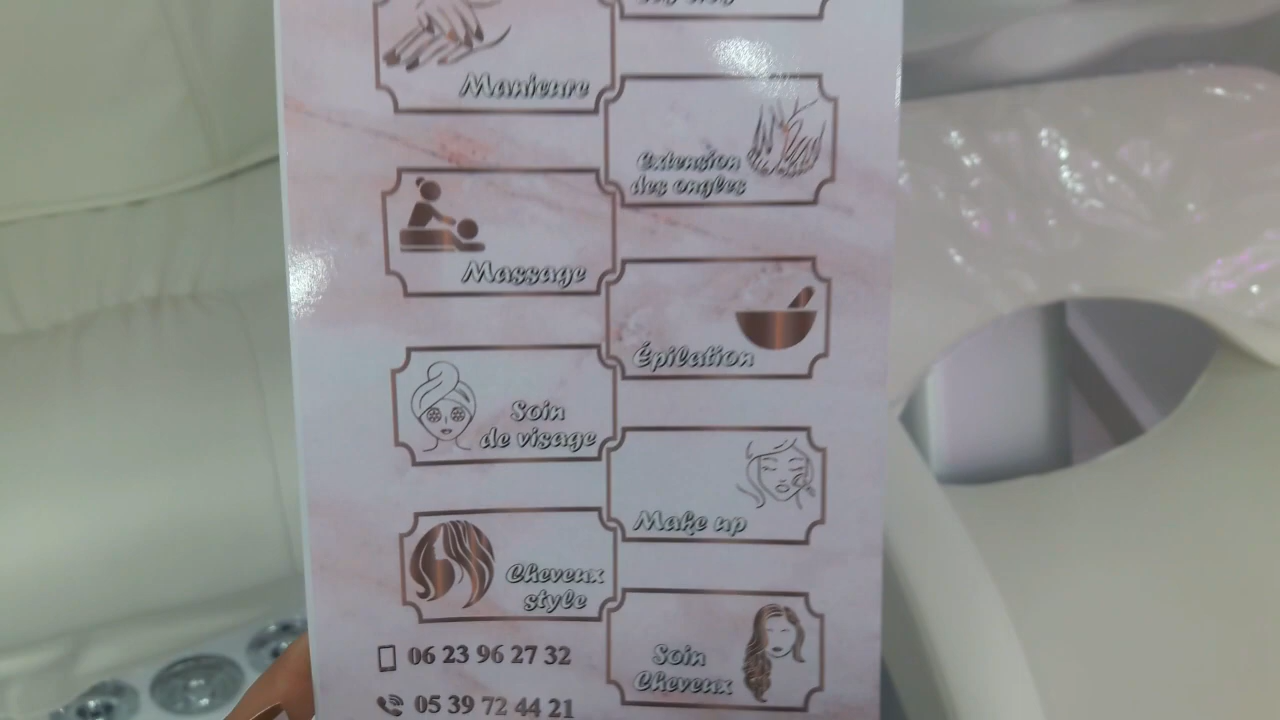 Manicure
Extension
des ongles
Massage
Épilation
Soin
de visage
Make up
Cheveux
style
Soin
Cheveux
06 23 96 27 32
05 39 72 44 21